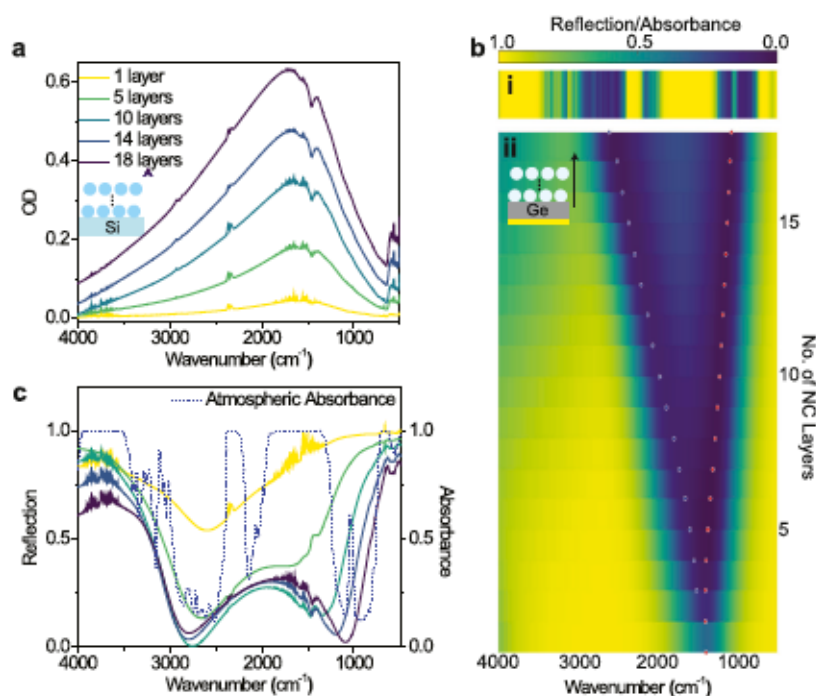 a
0.6
0.4
0.2
0.0
OD
1 layer
5 layers
10 layers
14 layers
18 layers
Si
4000 3000 2000 1000
Wavenumber (cm⁻¹)
b
Reflection/Absorbance
1.0 0.5 0.0
i
ii
Ge
15
10
5
No. of NC Layers
4000 3000 2000 1000
Wavenumber (cm⁻¹)
c
Atmospheric Absorbance
1.0
0.5
0.0
Reflection
1.0
0.5
0.0
Absorbance
4000 3000 2000 1000
Wavenumber (cm⁻¹)